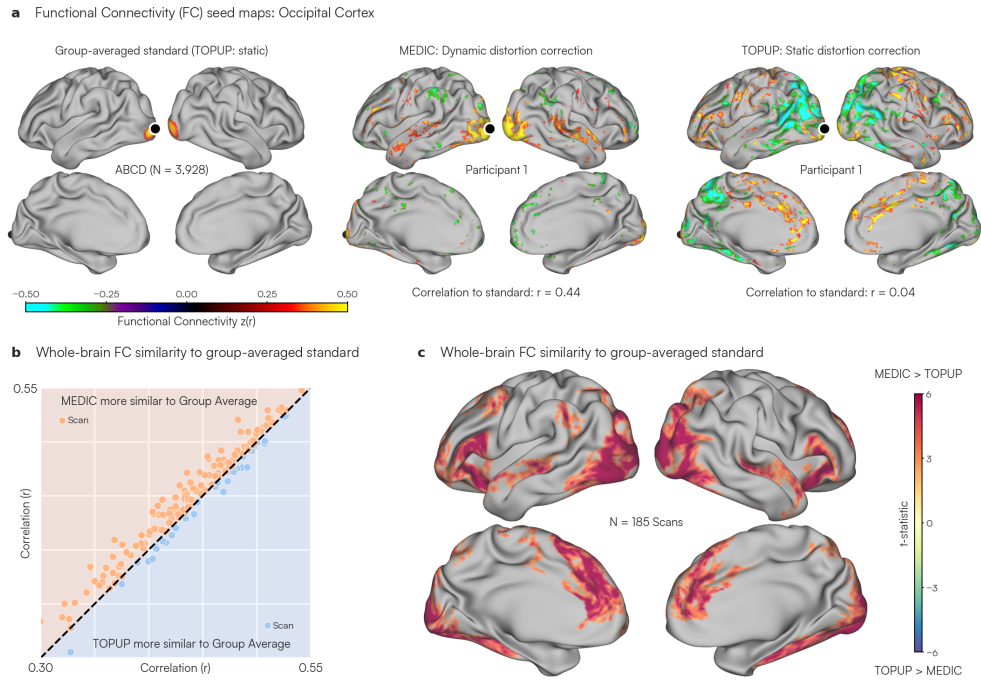 a Functional Connectivity (FC) seed maps: Occipital Cortex
Group-averaged standard (TOPUP: static)
MEDIC: Dynamic distortion correction
TOPUP: Static distortion correction
ABCD (N = 3,928)
Participant 1
Participant 1
−0.50 −0.25 0.00 0.25 0.50
Functional Connectivity z(r)
Correlation to standard: r = 0.44
Correlation to standard: r = 0.04
b Whole-brain FC similarity to group-averaged standard
0.55
MEDIC more similar to Group Average
Scan
Correlation (r)
Scan
TOPUP more similar to Group Average
0.30 Correlation (r) 0.55
c Whole-brain FC similarity to group-averaged standard
MEDIC > TOPUP
6
3
0
−3
−6
t-statistic
N = 185 Scans
TOPUP > MEDIC